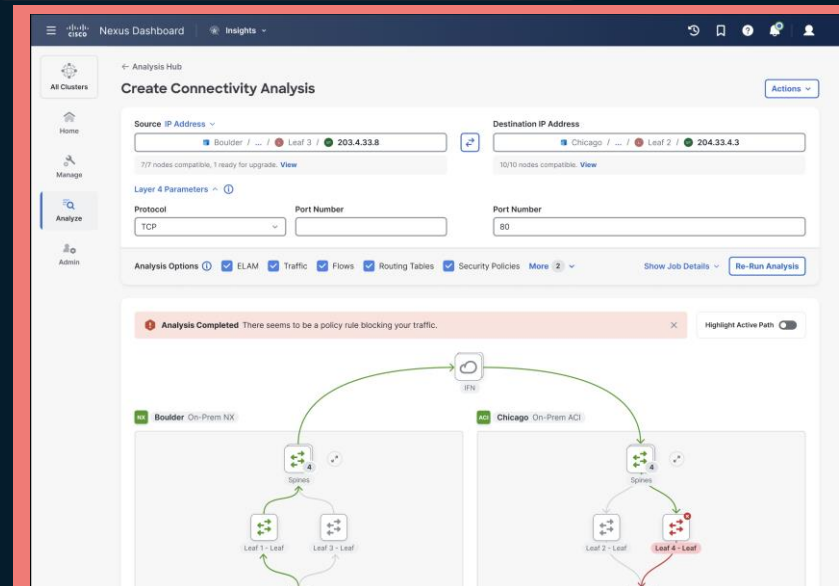 cisco Nexus Dashboard Insights
All Clusters
Home
Manage
Analyze
Admin
← Analysis Hub
Create Connectivity Analysis
Actions
Source IP Address
Boulder / ... / Leaf 3 / 203.4.33.8
7/7 nodes compatible, 1 ready for upgrade. View
Destination IP Address
Chicago / ... / Leaf 2 / 204.33.4.3
10/10 nodes compatible. View
Layer 4 Parameters
Protocol
TCP
Port Number
Port Number
80
Analysis Options ELAM Traffic Flows Routing Tables Security Policies More 2 Show Job Details Re-Run Analysis
Analysis Completed There seems to be a policy rule blocking your traffic.
Highlight Active Path
IFN
NX Boulder On-Prem NX
ACI Chicago On-Prem ACI
4
Spines
4
Spines
Leaf 1 - Leaf
Leaf 3 - Leaf
Leaf 2 - Leaf
Leaf 4 - Leaf